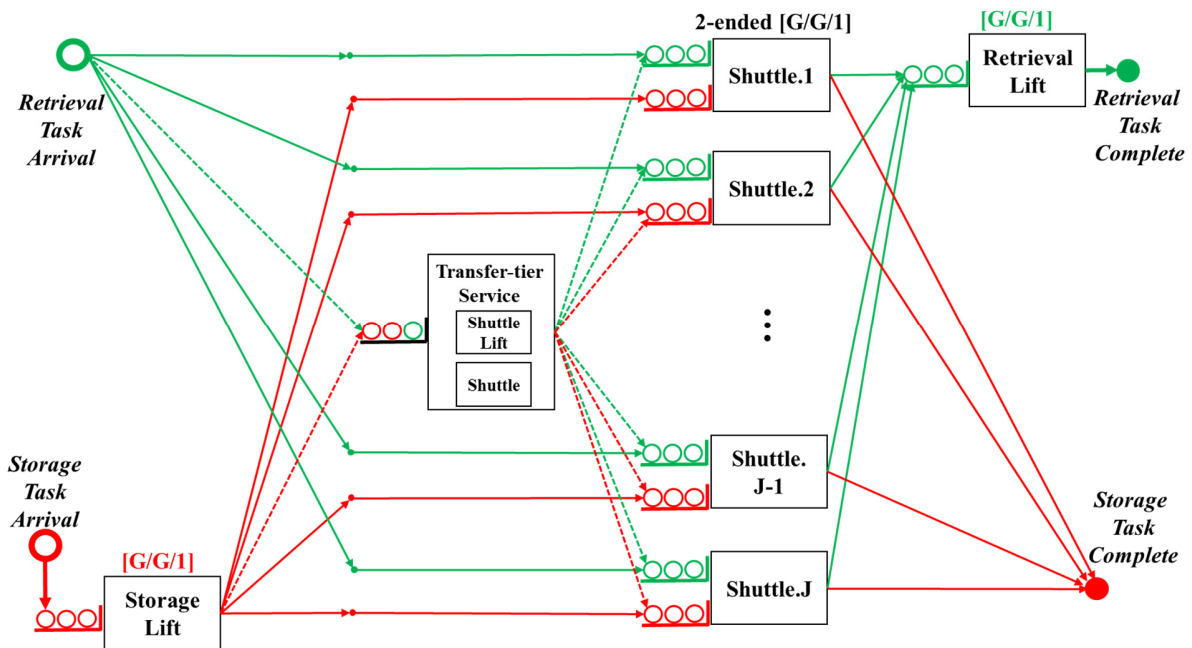 2-ended [G/G/1]
[G/G/1]
Retrieval
Task
Arrival
Shuttle.1
Retrieval
Lift
Retrieval
Task
Complete
Shuttle.2
Transfer-tier
Service
Shuttle
Lift
Shuttle
Storage
Task
Arrival
Shuttle.
J-1
Storage
Task
Complete
[G/G/1]
Storage
Lift
Shuttle.J